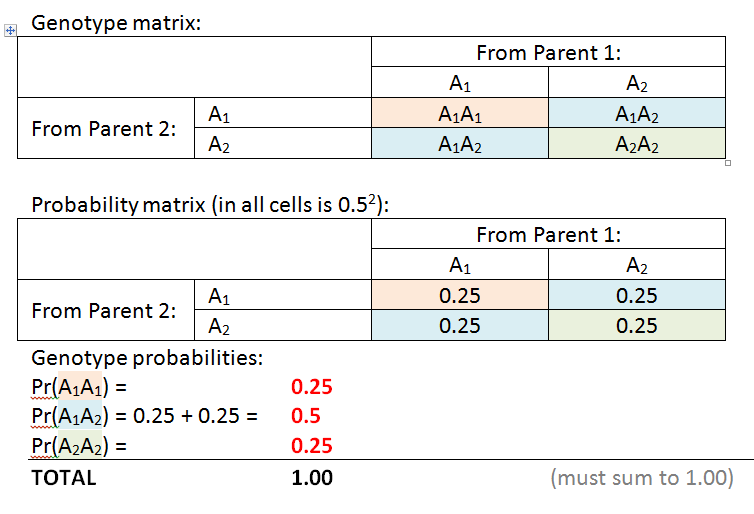 Genotype matrix:
From Parent 1:
A₁ A₂
From Parent 2:
A₁ A₁A₁ A₁A₂
A₂ A₁A₂ A₂A₂
Probability matrix (in all cells is 0.5²):
From Parent 1:
A₁ A₂
From Parent 2:
A₁ 0.25 0.25
A₂ 0.25 0.25
Genotype probabilities:
Pr(A₁A₁) = 0.25
Pr(A₁A₂) = 0.25 + 0.25 = 0.5
Pr(A₂A₂) = 0.25
TOTAL 1.00 (must sum to 1.00)